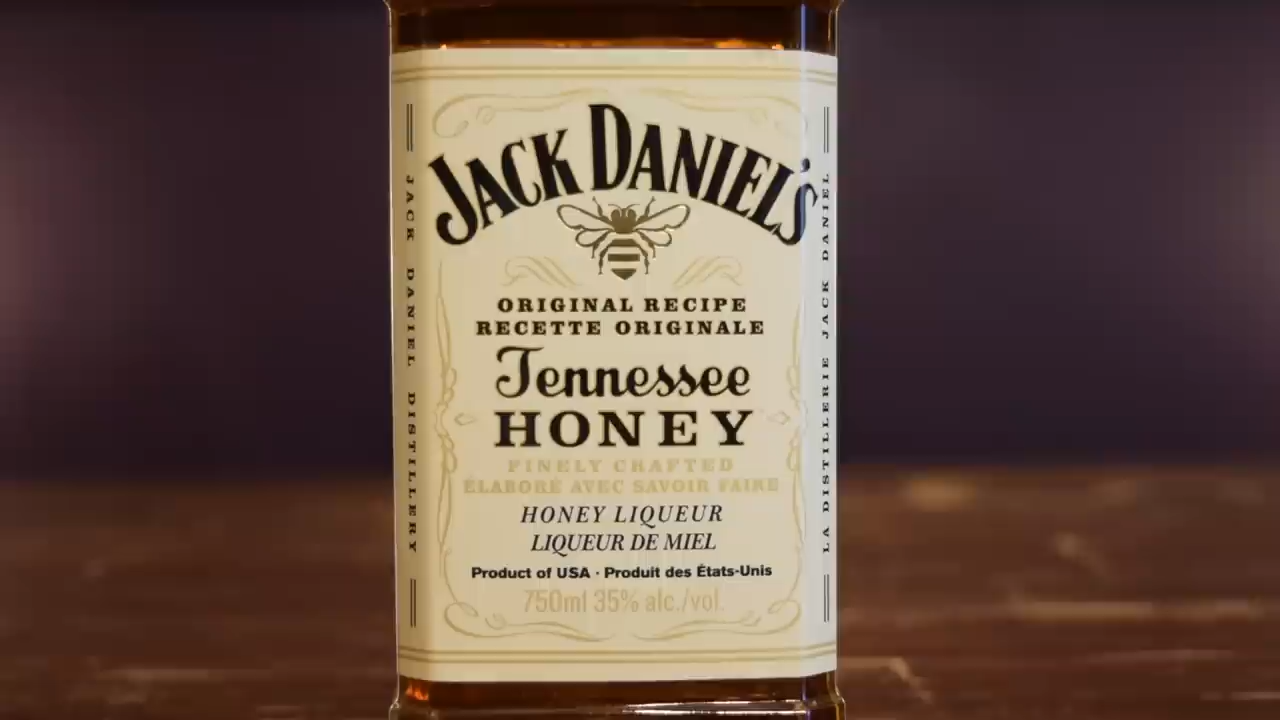 JACK DANIEL'S
ORIGINAL RECIPE
RECETTE ORIGINALE
Tennessee
HONEY
FINELY CRAFTED
ÉLABORÉ AVEC SAVOIR FAIRE
HONEY LIQUEUR
LIQUEUR DE MIEL
Product of USA · Produit des États-Unis
750ml 35% alc./vol.
JACK DANIEL DISTILLERY
LA DISTILLERIE JACK DANIEL